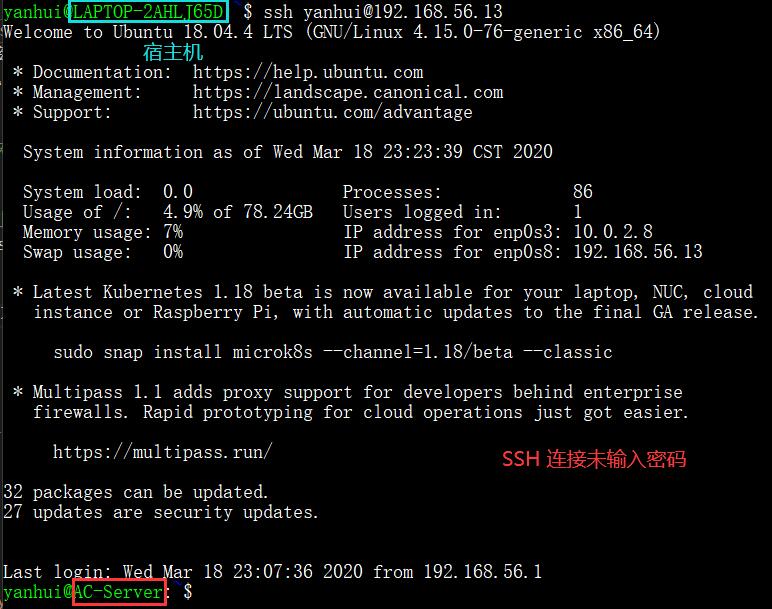 yanhui@LAPTOP-2AHLJ65D $ ssh yanhui@192.168.56.13
Welcome to Ubuntu 18.04.4 LTS (GNU/Linux 4.15.0-76-generic x86_64)
宿主机
* Documentation:  https://help.ubuntu.com
* Management:     https://landscape.canonical.com
* Support:        https://ubuntu.com/advantage
System information as of Wed Mar 18 23:23:39 CST 2020
System load:  0.0               Processes:             86
Usage of /:   4.9% of 78.24GB   Users logged in:       1
Memory usage: 7%                IP address for enp0s3: 10.0.2.8
Swap usage:   0%                IP address for enp0s8: 192.168.56.13
* Latest Kubernetes 1.18 beta is now available for your laptop, NUC, cloud
instance or Raspberry Pi, with automatic updates to the final GA release.
sudo snap install microk8s --channel=1.18/beta --classic
* Multipass 1.1 adds proxy support for developers behind enterprise
firewalls. Rapid prototyping for cloud operations just got easier.
https://multipass.run/
SSH 连接未输入密码
32 packages can be updated.
27 updates are security updates.
Last login: Wed Mar 18 23:07:36 2020 from 192.168.56.1
yanhui@AC-Server: $